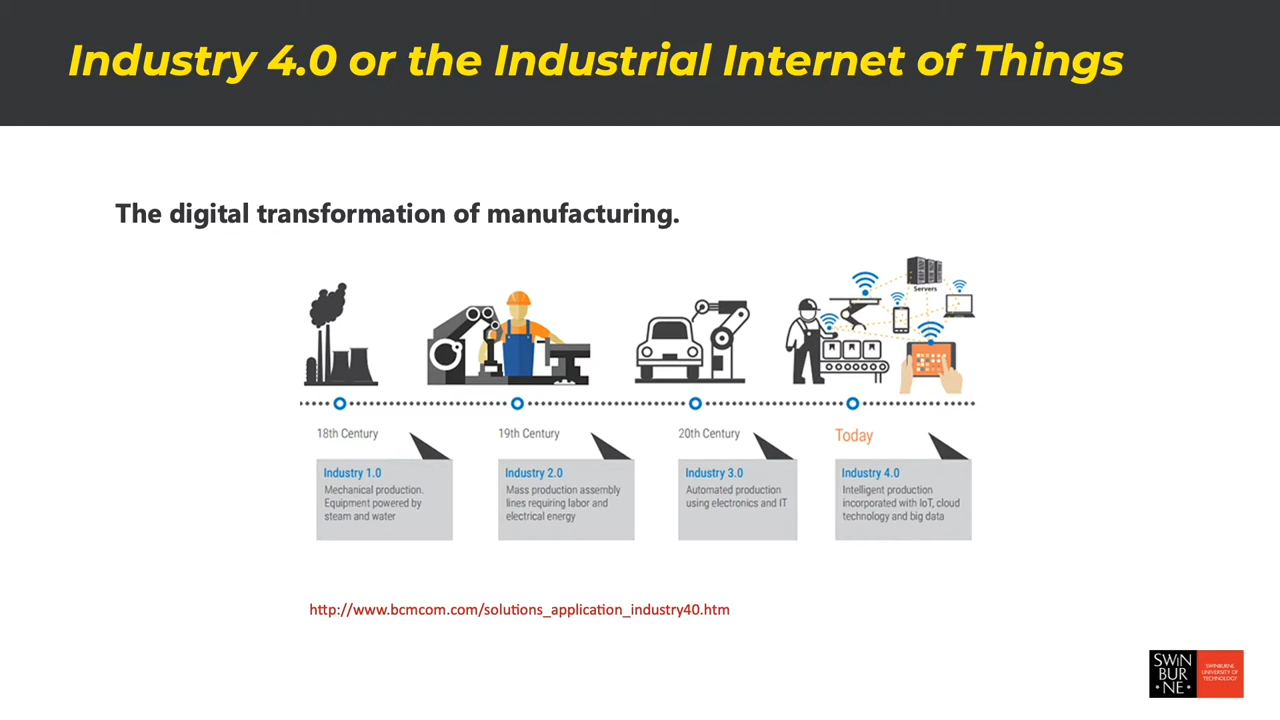 Industry 4.0 or the Industrial Internet of Things
The digital transformation of manufacturing.
Servers
18th Century
Industry 1.0
Mechanical production.
Equipment powered by
steam and water
19th Century
Industry 2.0
Mass production assembly
lines requiring labor and
electrical energy
20th Century
Industry 3.0
Automated production
using electronics and IT
Today
Industry 4.0
Intelligent production
incorporated with IoT, cloud
technology and big data
http://www.bcmcom.com/solutions_application_industry40.htm
SWIN
BUR
• NE •
SWINBURNE
UNIVERSITY OF
TECHNOLOGY